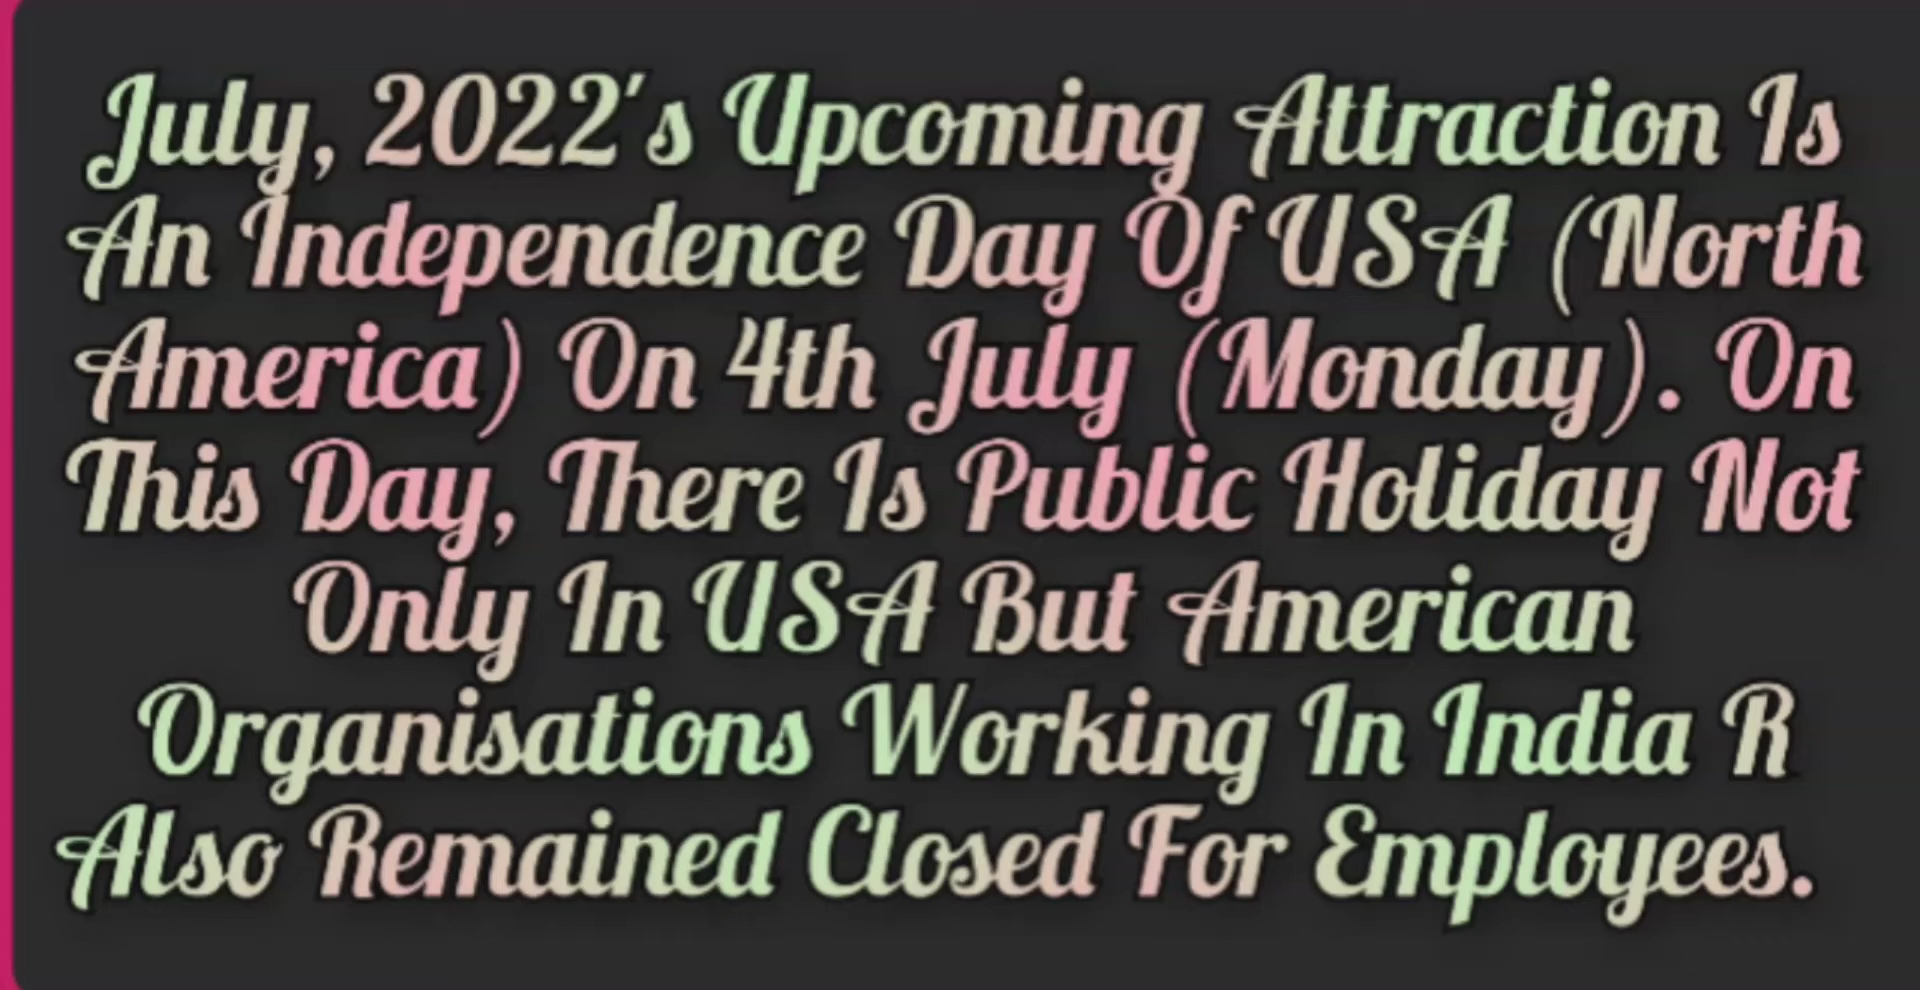 July, 2022's Upcoming Attraction Is
An Independence Day Of USA (North
America) On 4th July (Monday). On
This Day, There Is Public Holiday Not
Only In USA But American
Organisations Working In India R
Also Remained Closed For Employees.